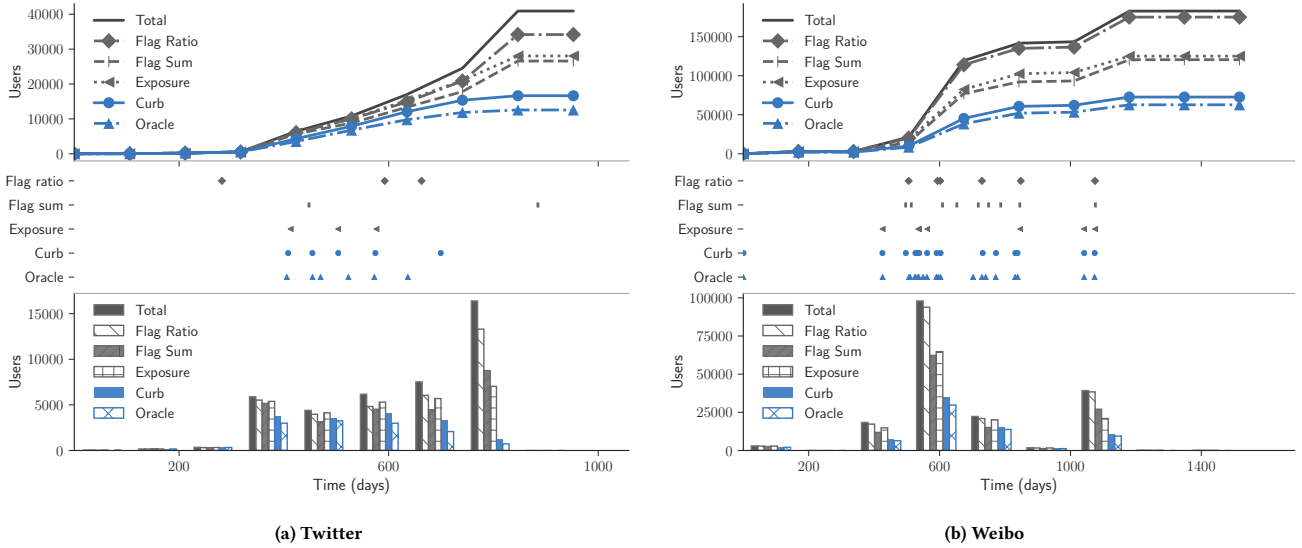 40000
30000
20000
10000
0
Users
Total
Flag Ratio
Flag Sum
Exposure
Curb
Oracle
Flag ratio
Flag sum
Exposure
Curb
Oracle
15000
10000
5000
0
Users
Total
Flag Ratio
Flag Sum
Exposure
Curb
Oracle
200
600
1000
Time (days)
(a) Twitter
150000
100000
50000
0
Users
Total
Flag Ratio
Flag Sum
Exposure
Curb
Oracle
Flag ratio
Flag sum
Exposure
Curb
Oracle
100000
75000
50000
25000
0
Users
Total
Flag Ratio
Flag Sum
Exposure
Curb
Oracle
200
600
1000
1400
Time (days)
(b) Weibo